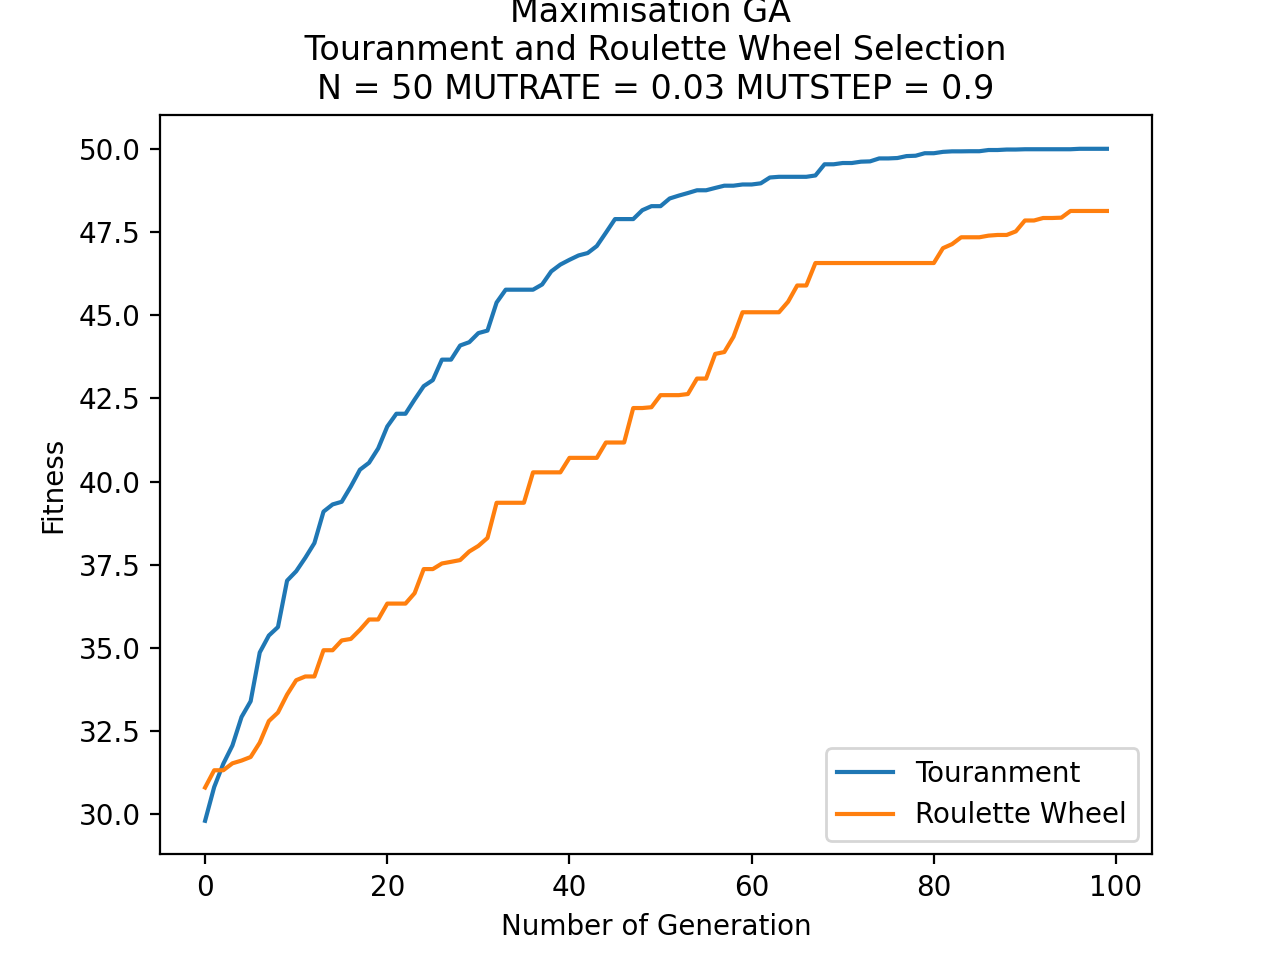 Maximisation GA
Touranment and Roulette Wheel Selection
N = 50 MUTRATE = 0.03 MUTSTEP = 0.9
50.0
47.5
45.0
42.5
40.0
37.5
35.0
32.5
30.0
Fitness
Touranment
Roulette Wheel
0 20 40 60 80 100
Number of Generation